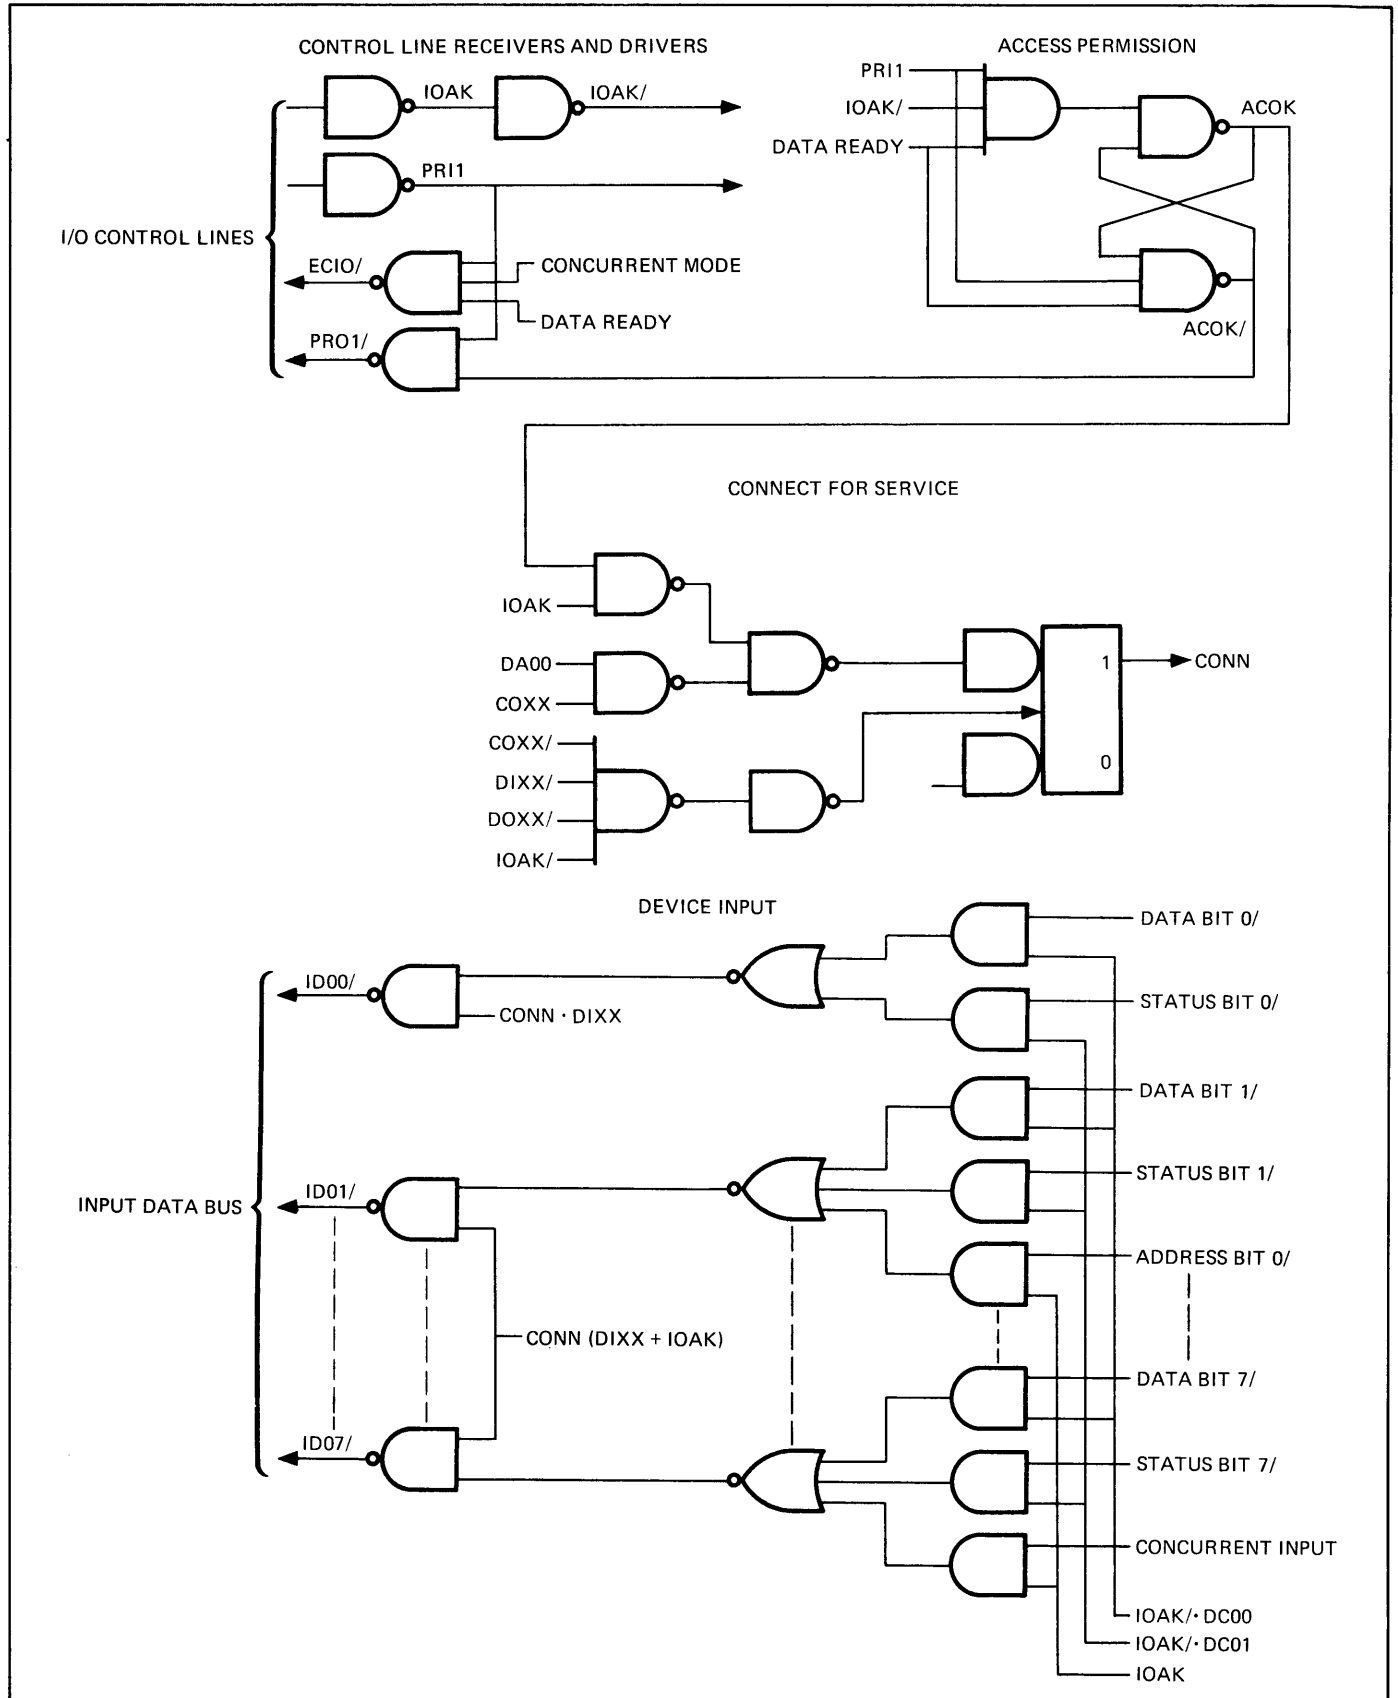 CONTROL LINE RECEIVERS AND DRIVERS
IOAK
IOAK/
PRI1
I/O CONTROL LINES
ECIO/
CONCURRENT MODE
DATA READY
PRO1/
ACCESS PERMISSION
PRI1
IOAK/
DATA READY
ACOK
ACOK/
CONNECT FOR SERVICE
IOAK
DA00
COXX
COXX/
DIXX/
DOXX/
IOAK/
1
0
CONN
DEVICE INPUT
DATA BIT 0/
ID00/
CONN · DIXX
STATUS BIT 0/
DATA BIT 1/
INPUT DATA BUS
ID01/
STATUS BIT 1/
ADDRESS BIT 0/
CONN (DIXX + IOAK)
DATA BIT 7/
ID07/
STATUS BIT 7/
CONCURRENT INPUT
IOAK/· DC00
IOAK/· DC01
IOAK